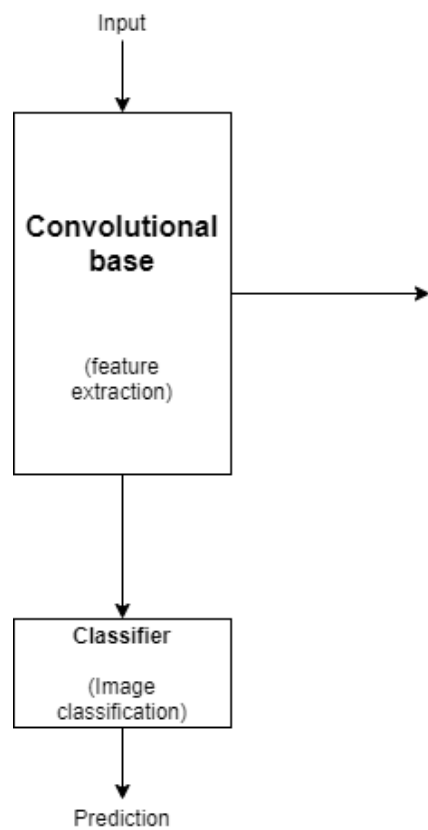 Input
Convolutional
base
(feature
extraction)
Classifier
(Image
classification)
Prediction